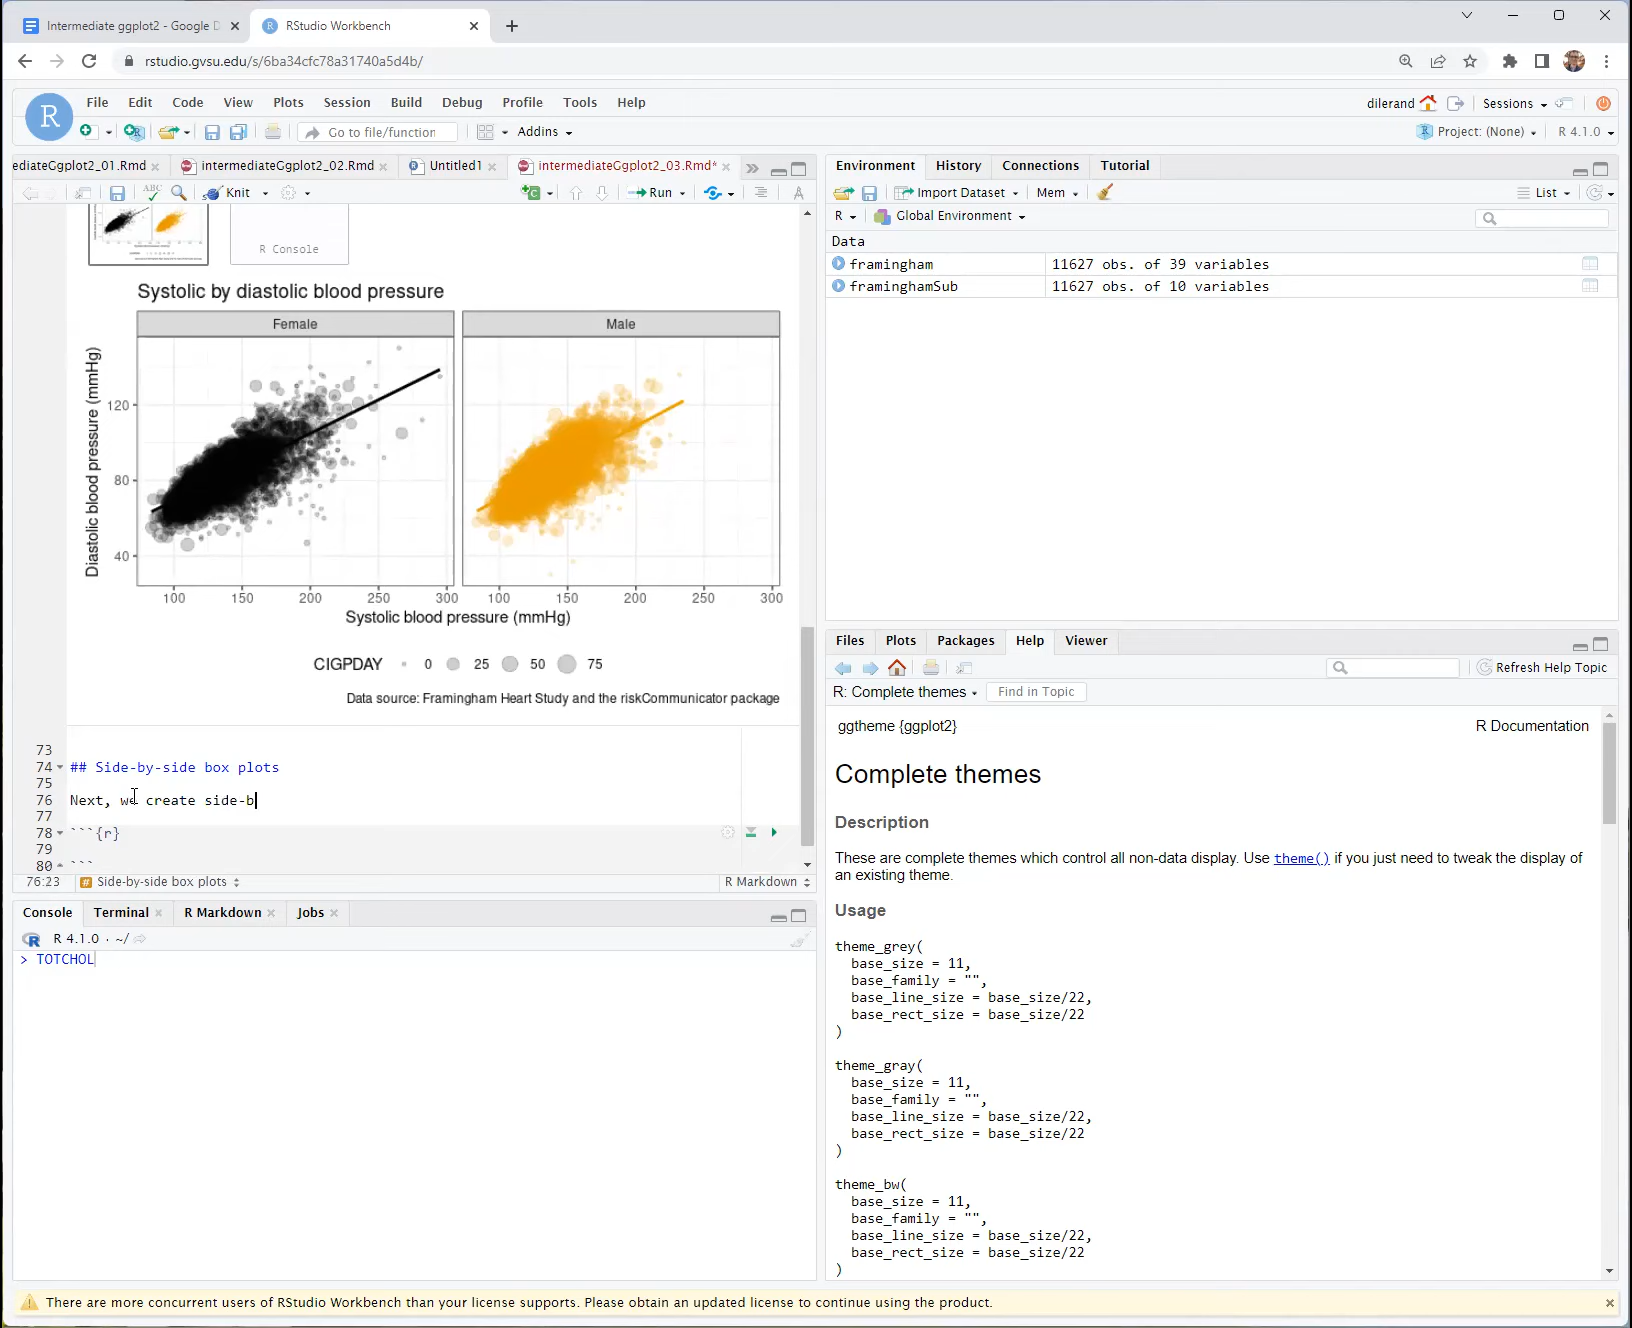 Intermediate ggplot2 - Google D
RStudio Workbench
rstudio.gvsu.edu/s/6ba34cfc78a31740a5d4b/
R
File Edit Code View Plots Session Build Debug Profile Tools Help
dilerand Sessions
Go to file/function Addins
Project: (None) R 4.1.0
ediateGgplot2_01.Rmd intermediateGgplot2_02.Rmd Untitled1 intermediateGgplot2_03.Rmd*
ABC Knit Run
R Console
Systolic by diastolic blood pressure
Female Male
Diastolic blood pressure (mmHg)
120
80
40
100 150 200 250 300 100 150 200 250 300
Systolic blood pressure (mmHg)
CIGPDAY 0 25 50 75
Data source: Framingham Heart Study and the riskCommunicator package
73
74 ## Side-by-side box plots
75
76 Next, we create side-b
77
78 ```{r}
79
80 ```
76:23 # Side-by-side box plots R Markdown
Console Terminal R Markdown Jobs
R 4.1.0 · ~/
> TOTCHOL
Environment History Connections Tutorial
Import Dataset Mem List
R Global Environment
Data
framingham 11627 obs. of 39 variables
framinghamSub 11627 obs. of 10 variables
Files Plots Packages Help Viewer
Refresh Help Topic
R: Complete themes Find in Topic
ggtheme {ggplot2} R Documentation
Complete themes
Description
These are complete themes which control all non-data display. Use theme() if you just need to tweak the display of
an existing theme.
Usage
theme_grey(
base_size = 11,
base_family = "",
base_line_size = base_size/22,
base_rect_size = base_size/22
)
theme_gray(
base_size = 11,
base_family = "",
base_line_size = base_size/22,
base_rect_size = base_size/22
)
theme_bw(
base_size = 11,
base_family = "",
base_line_size = base_size/22,
base_rect_size = base_size/22
)
There are more concurrent users of RStudio Workbench than your license supports. Please obtain an updated license to continue using the product.